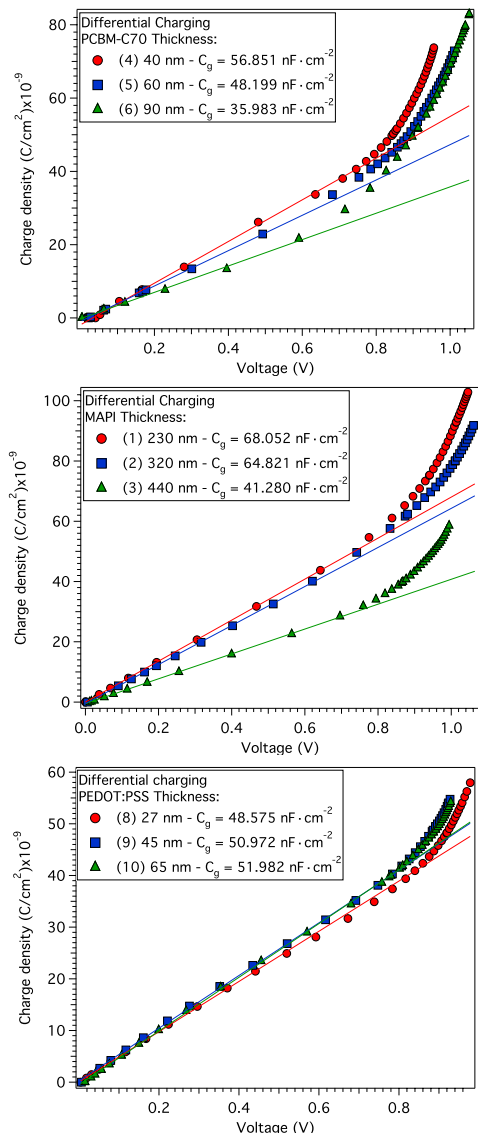 Differential Charging
PCBM-C70 Thickness:
(4) 40 nm - Cg = 56.851 nF·cm-2
(5) 60 nm - Cg = 48.199 nF·cm-2
(6) 90 nm - Cg = 35.983 nF·cm-2
Charge density (C/cm2)x10-9
80
60
40
20
0
0.2 0.4 0.6 0.8 1.0
Voltage (V)
Differential Charging
MAPI Thickness:
(1) 230 nm - Cg = 68.052 nF·cm-2
(2) 320 nm - Cg = 64.821 nF·cm-2
(3) 440 nm - Cg = 41.280 nF·cm-2
Charge density (C/cm2)x10-9
100
80
60
40
20
0
0.0 0.2 0.4 0.6 0.8 1.0
Voltage (V)
Differential charging
PEDOT:PSS Thickness:
(8) 27 nm - Cg = 48.575 nF·cm-2
(9) 45 nm - Cg = 50.972 nF·cm-2
(10) 65 nm - Cg = 51.982 nF·cm-2
Charge density (C/cm2)x10-9
60
50
40
30
20
10
0
0.2 0.4 0.6 0.8
Voltage (V)